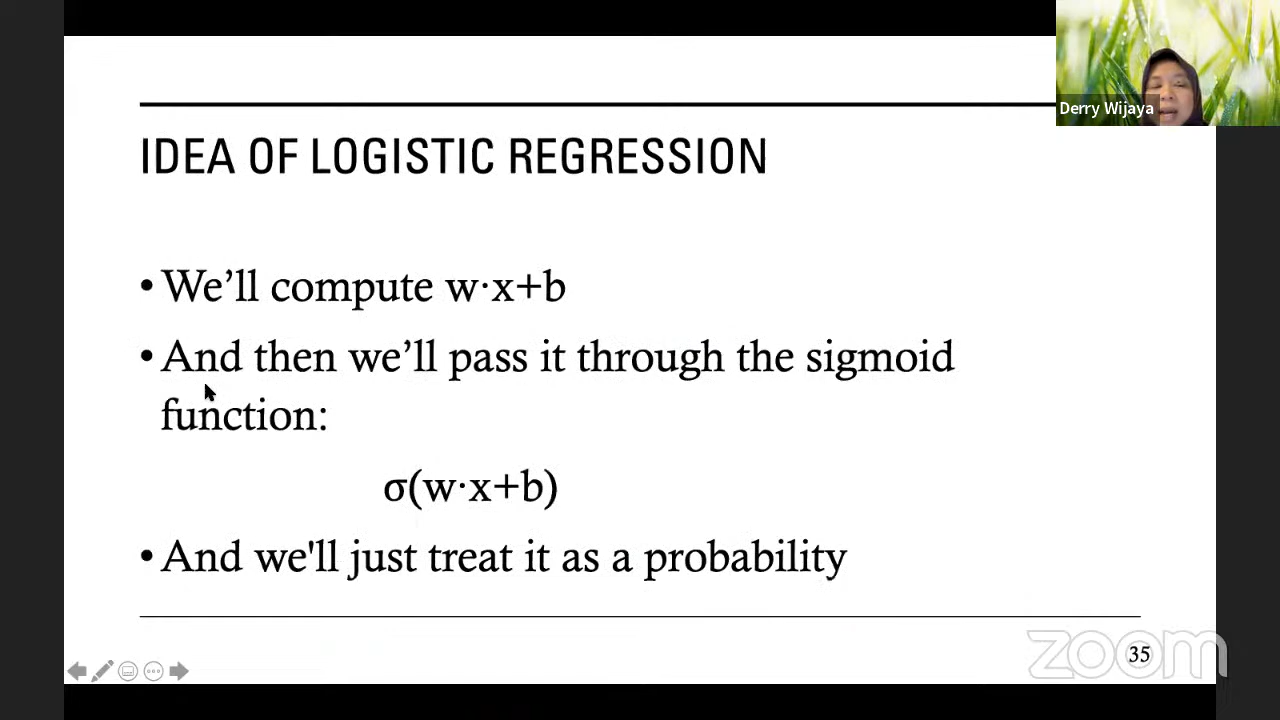 Derry Wijaya
IDEA OF LOGISTIC REGRESSION
•We’ll compute w·x+b
•And then we’ll pass it through the sigmoid
function:
σ(w·x+b)
•And we'll just treat it as a probability
zoom
35